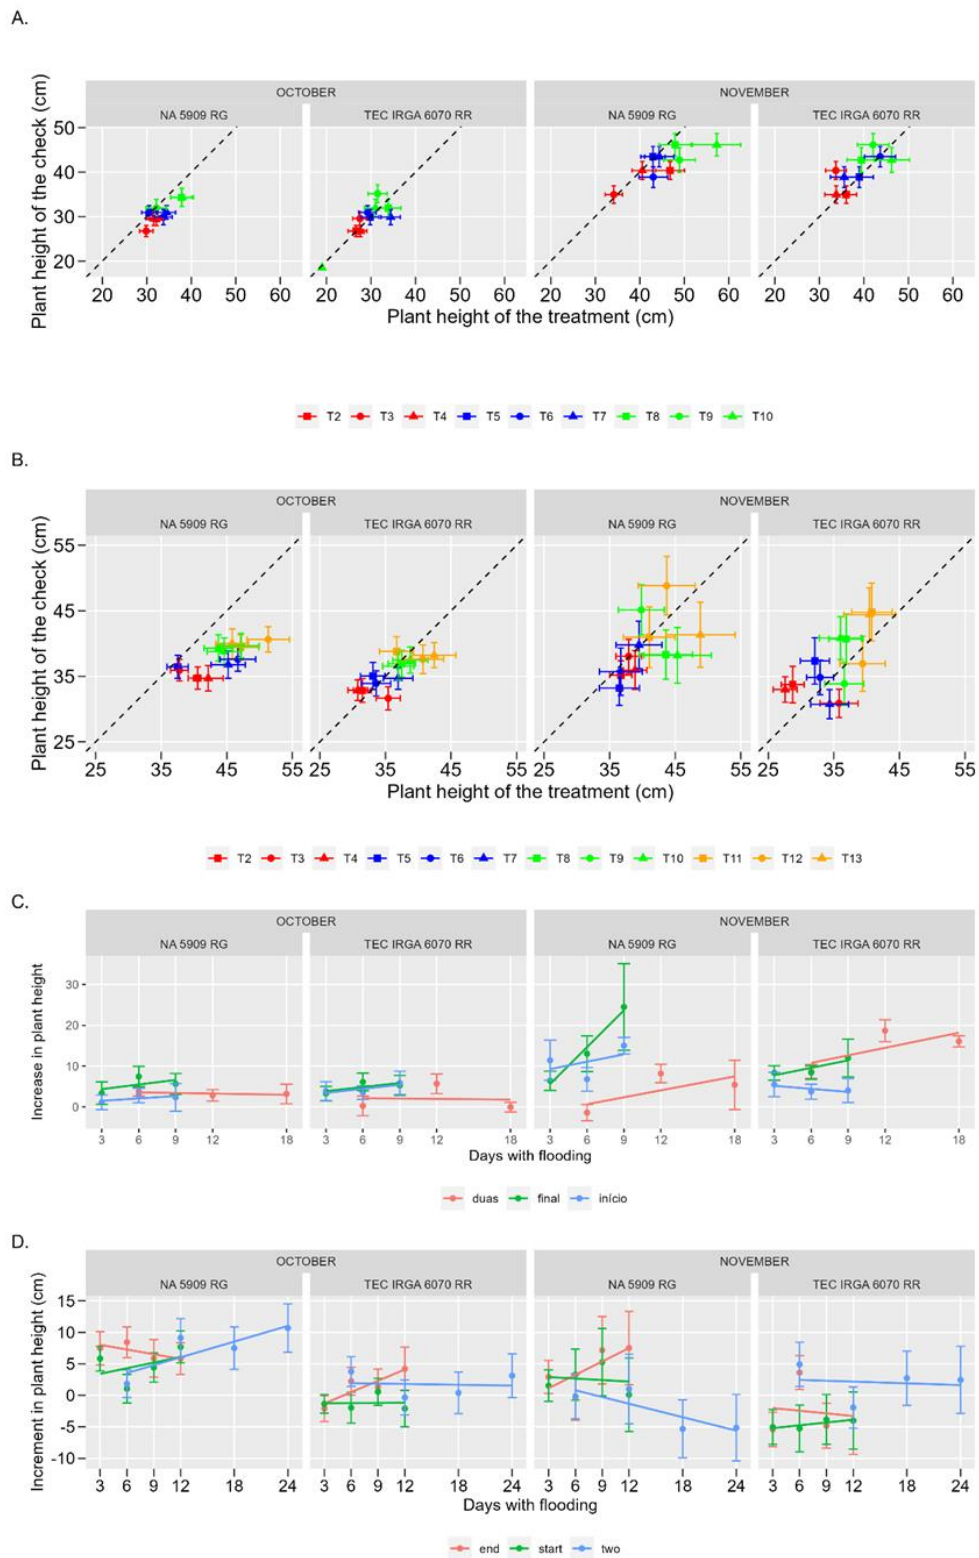 A.
OCTOBER NOVEMBER
NA 5909 RG TEC IRGA 6070 RR NA 5909 RG TEC IRGA 6070 RR
Plant height of the check (cm)
50
40
30
20
20 30 40 50 60 20 30 40 50 60 20 30 40 50 60 20 30 40 50 60
Plant height of the treatment (cm)
T2 T3 T4 T5 T6 T7 T8 T9 T10
B.
OCTOBER NOVEMBER
NA 5909 RG TEC IRGA 6070 RR NA 5909 RG TEC IRGA 6070 RR
Plant height of the check (cm)
55
45
35
25
25 35 45 55 25 35 45 55 25 35 45 55 25 35 45 55
Plant height of the treatment (cm)
T2 T3 T4 T5 T6 T7 T8 T9 T10 T11 T12 T13
C.
OCTOBER NOVEMBER
NA 5909 RG TEC IRGA 6070 RR NA 5909 RG TEC IRGA 6070 RR
Increase in plant height
30
20
10
0
3 6 9 12 18 3 6 9 12 18 3 6 9 12 18 3 6 9 12 18
Days with flooding
duas final início
D.
OCTOBER NOVEMBER
NA 5909 RG TEC IRGA 6070 RR NA 5909 RG TEC IRGA 6070 RR
Increment in plant height (cm)
15
10
5
0
-5
-10
3 6 9 12 18 24 3 6 9 12 18 24 3 6 9 12 18 24 3 6 9 12 18 24
Days with flooding
end start two